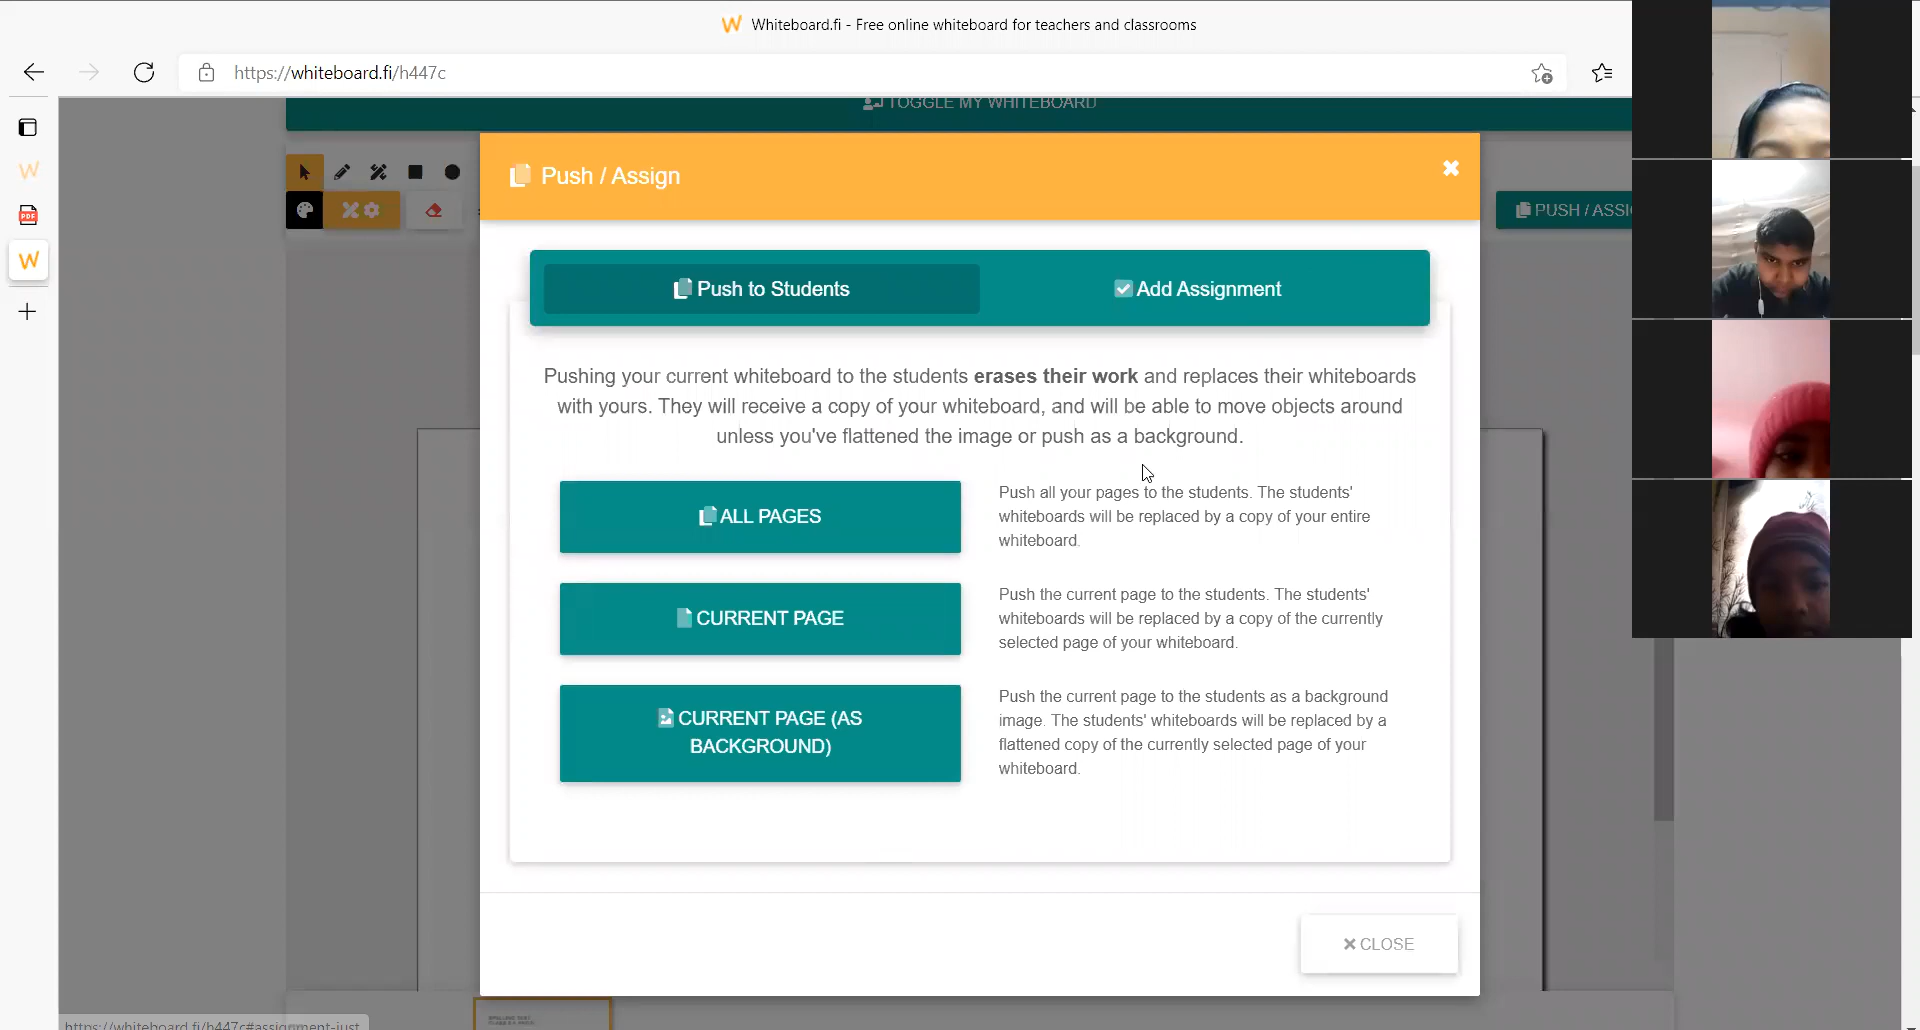 Whiteboard.fi - Free online whiteboard for teachers and classrooms
https://whiteboard.fi/h447c
TOGGLE MY WHITEBOARD
Push / Assign
PUSH / ASSI
Push to Students
Add Assignment
Pushing your current whiteboard to the students erases their work and replaces their whiteboards
with yours. They will receive a copy of your whiteboard, and will be able to move objects around
unless you've flattened the image or push as a background.
ALL PAGES
Push all your pages to the students. The students'
whiteboards will be replaced by a copy of your entire
whiteboard.
CURRENT PAGE
Push the current page to the students. The students'
whiteboards will be replaced by a copy of the currently
selected page of your whiteboard.
CURRENT PAGE (AS
BACKGROUND)
Push the current page to the students as a background
image. The students' whiteboards will be replaced by a
flattened copy of the currently selected page of your
whiteboard.
CLOSE
https://whiteboard.fi/h447c#assignment-just